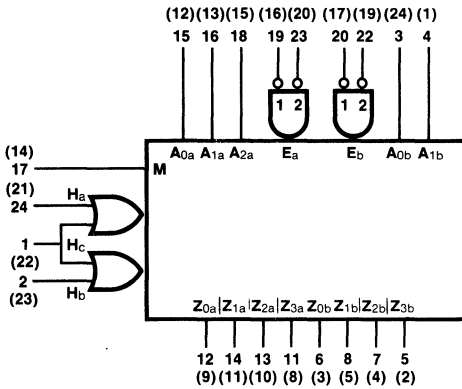 (12) (13) (15) (16) (20) (17) (19) (24) (1)
15 16 18 19 23 20 22 3 4
1 2 1 2
A0a A1a A2a Ea Eb A0b A1b
(14)
17 M
(21)
24 Ha
1 Hc
(22)
2 Hb
(23)
Z0a Z1a Z2a Z3a Z0b Z1b Z2b Z3b
12 14 13 11 6 8 7 5
(9) (11) (10) (8) (3) (5) (4) (2)